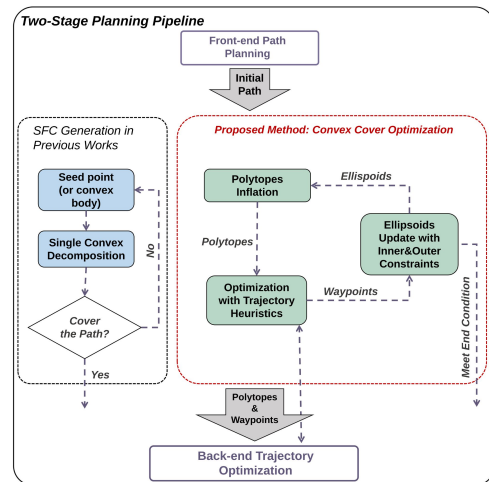 Two-Stage Planning Pipeline
Front-end Path
Planning
Initial
Path
SFC Generation in
Previous Works
Seed point
(or convex
body)
Single Convex
Decomposition
No
Cover
the Path?
Yes
Proposed Method: Convex Cover Optimization
Polytopes
Inflation
Ellispoids
Polytopes
Ellipsoids
Update with
Inner&Outer
Constraints
Optimization
with Trajectory
Heuristics
Waypoints
Meet End Condition
Polytopes
&
Waypoints
Back-end Trajectory
Optimization